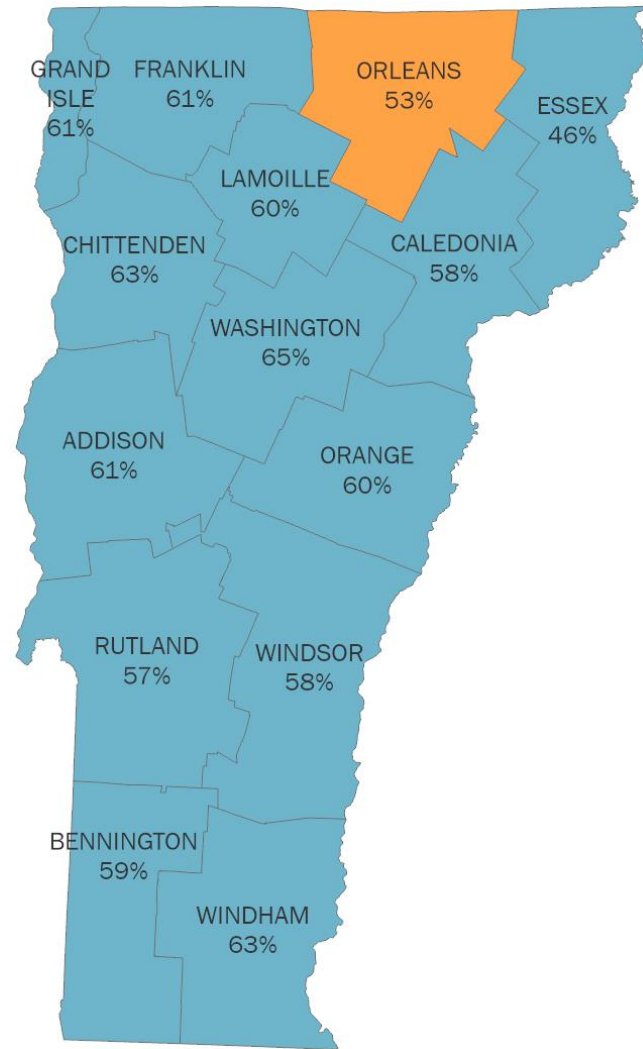 GRAND
ISLE
61%
FRANKLIN
61%
ORLEANS
53%
ESSEX
46%
LAMOILLE
60%
CHITTENDEN
63%
CALEDONIA
58%
WASHINGTON
65%
ADDISON
61%
ORANGE
60%
RUTLAND
57%
WINDSOR
58%
BENNINGTON
59%
WINDHAM
63%